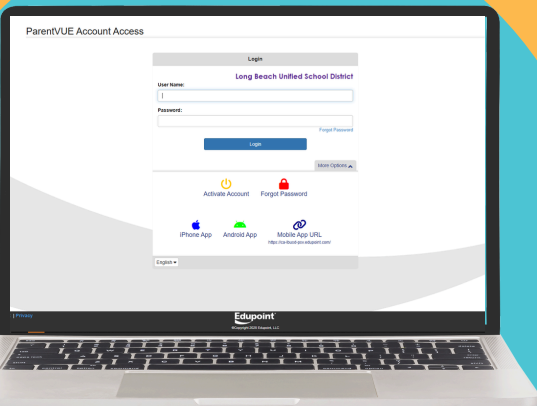 ParentVUE Account Access
Login
Long Beach Unified School District
User Name:
Password:
Forgot Password
Login
More Options
Activate Account Forgot Password
iPhone App Android App Mobile App URL
English
| Privacy
Edupoint